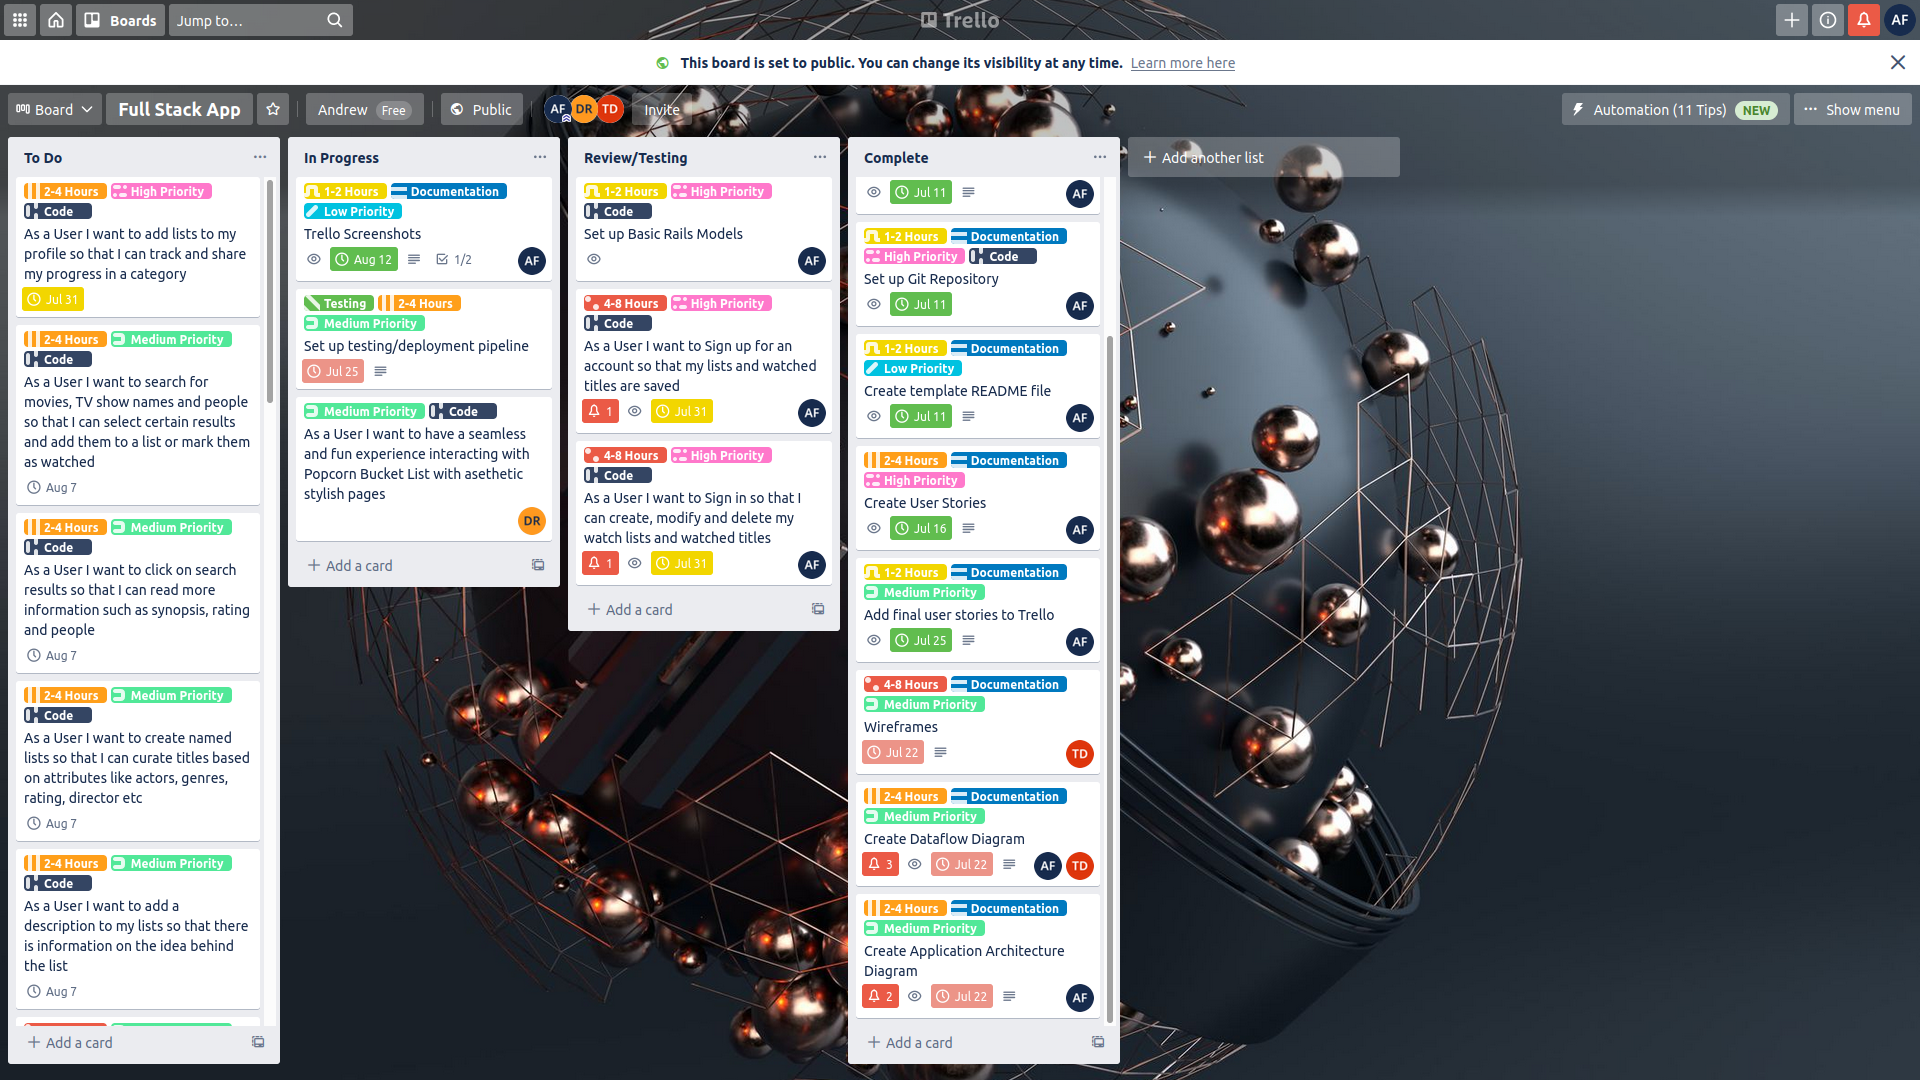 Boards
Jump to...
Trello
AF
This board is set to public. You can change its visibility at any time. Learn more here
Board
Full Stack App
Andrew Free
Public
AF DR TD
Invite
Automation (11 Tips) NEW
Show menu
To Do
2-4 Hours High Priority
Code
As a User I want to add lists to my
profile so that I can track and share
my progress in a category
Jul 31
2-4 Hours Medium Priority
Code
As a User I want to search for
movies, TV show names and people
so that I can select certain results
and add them to a list or mark them
as watched
Aug 7
2-4 Hours Medium Priority
Code
As a User I want to click on search
results so that I can read more
information such as synopsis, rating
and people
Aug 7
2-4 Hours Medium Priority
Code
As a User I want to create named
lists so that I can curate titles based
on attributes like actors, genres,
rating, director etc
Aug 7
2-4 Hours Medium Priority
Code
As a User I want to add a
description to my lists so that there
is information on the idea behind
the list
Aug 7
Add a card
In Progress
1-2 Hours Documentation
Low Priority
Trello Screenshots
Aug 12 1/2 AF
Testing 2-4 Hours
Medium Priority
Set up testing/deployment pipeline
Jul 25
Medium Priority Code
As a User I want to have a seamless
and fun experience interacting with
Popcorn Bucket List with asethetic
stylish pages
DR
Add a card
Review/Testing
1-2 Hours High Priority
Code
Set up Basic Rails Models
AF
4-8 Hours High Priority
Code
As a User I want to Sign up for an
account so that my lists and watched
titles are saved
1 Jul 31 AF
4-8 Hours High Priority
Code
As a User I want to Sign in so that I
can create, modify and delete my
watch lists and watched titles
1 Jul 31 AF
Add a card
Complete
Jul 11 AF
1-2 Hours Documentation
High Priority Code
Set up Git Repository
Jul 11 AF
1-2 Hours Documentation
Low Priority
Create template README file
Jul 11 AF
2-4 Hours Documentation
High Priority
Create User Stories
Jul 16 AF
1-2 Hours Documentation
Medium Priority
Add final user stories to Trello
Jul 25 AF
4-8 Hours Documentation
Medium Priority
Wireframes
Jul 22 TD
2-4 Hours Documentation
Medium Priority
Create Dataflow Diagram
3 Jul 22 AF TD
2-4 Hours Documentation
Medium Priority
Create Application Architecture
Diagram
2 Jul 22 AF
Add a card
Add another list